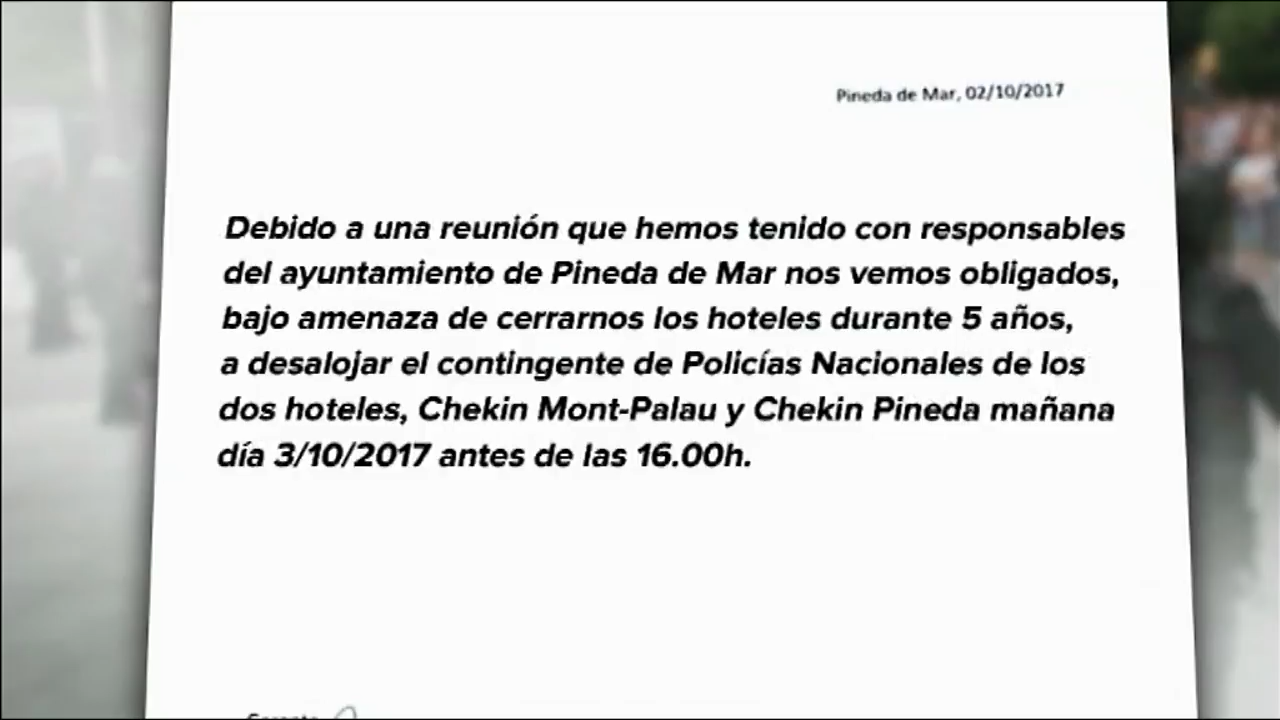 Pineda de Mar, 02/10/2017
Debido a una reunión que hemos tenido con responsables
del ayuntamiento de Pineda de Mar nos vemos obligados,
bajo amenaza de cerrarnos los hoteles durante 5 años,
a desalojar el contingente de Policías Nacionales de los
dos hoteles, Chekin Mont-Palau y Chekin Pineda mañana
día 3/10/2017 antes de las 16.00h.